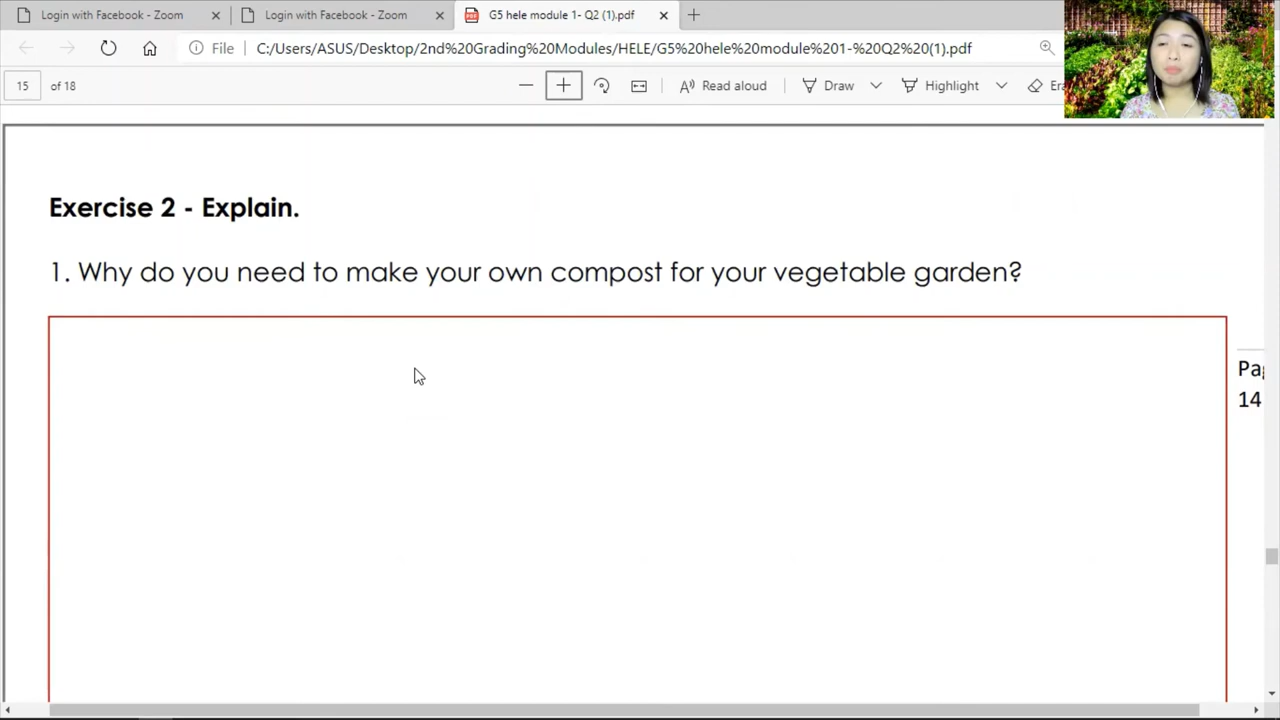 Login with Facebook - Zoom
Login with Facebook - Zoom
G5 hele module 1- Q2 (1).pdf
File
C:/Users/ASUS/Desktop/2nd%20Grading%20Modules/HELE/G5%20hele%20module%201-%20Q2%20(1).pdf
15 of 18
Read aloud
Draw
Highlight
Era
Exercise 2 - Explain.
1. Why do you need to make your own compost for your vegetable garden?
Pag
14